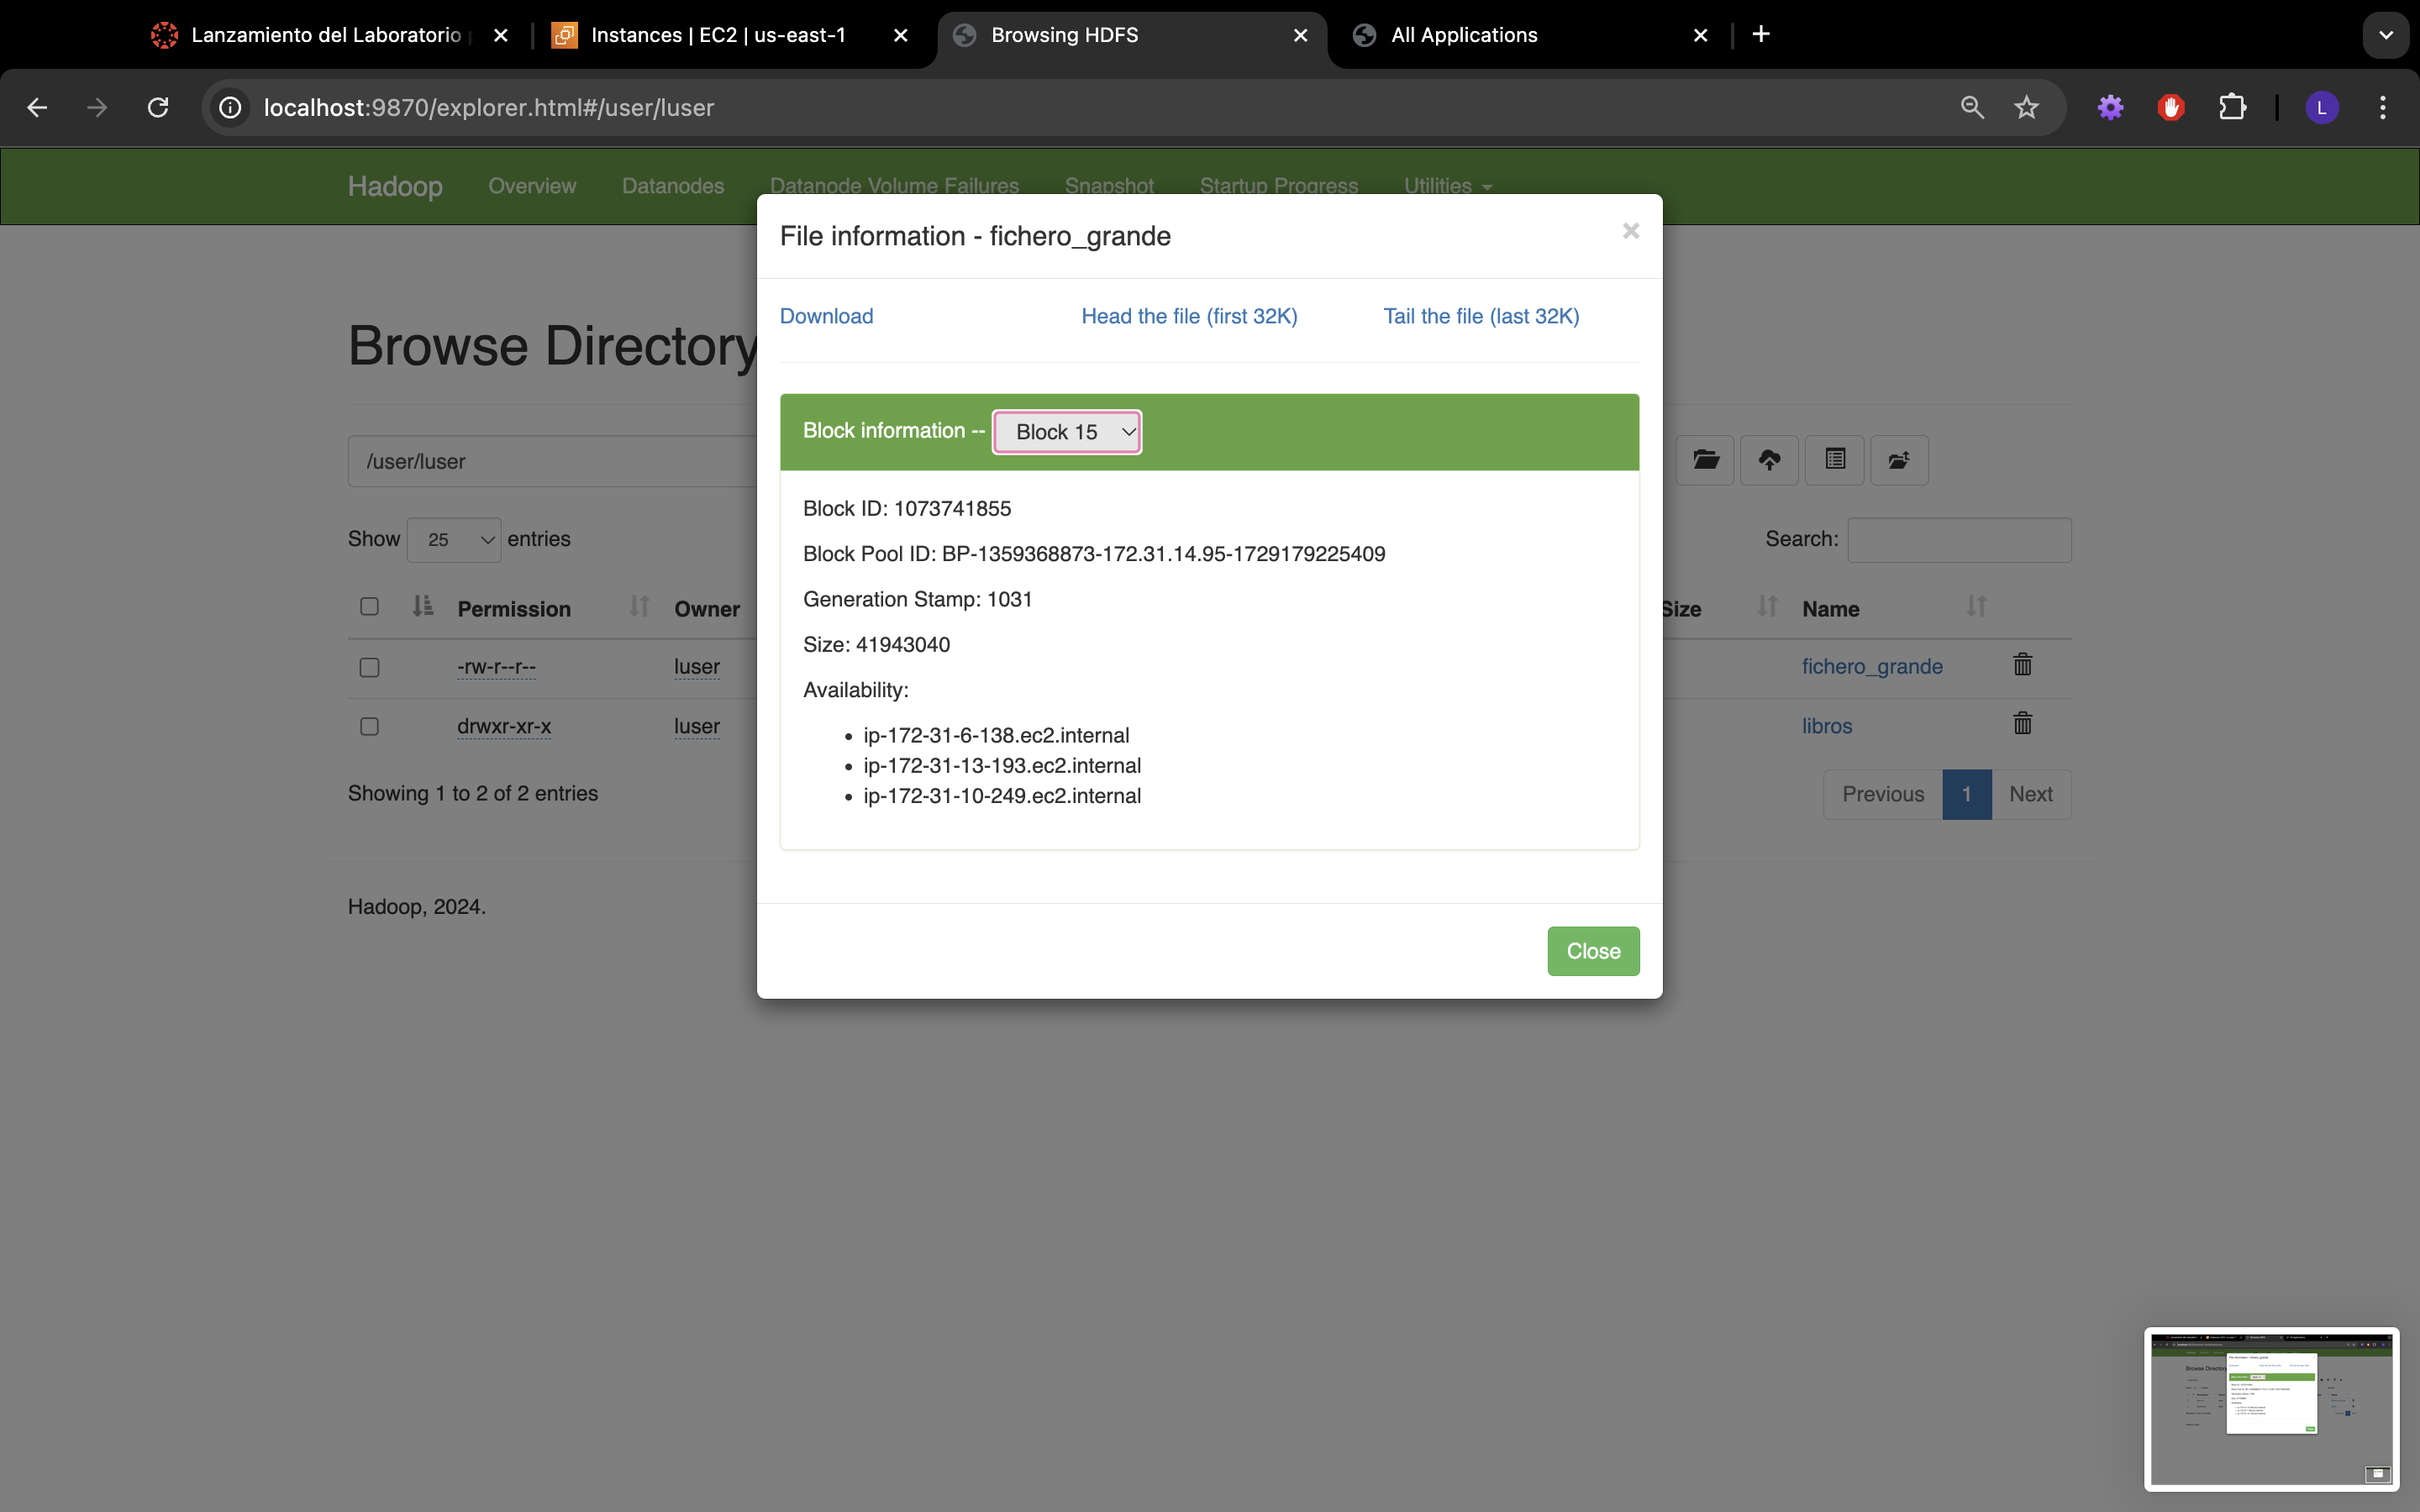 Lanzamiento del Laboratorio
Instances | EC2 | us-east-1
Browsing HDFS
All Applications
localhost:9870/explorer.html#/user/luser
L
Hadoop
Overview
Datanodes
Datanode Volume Failures
Snapshot
Startup Progress
Utilities
File information - fichero_grande
×
Download
Head the file (first 32K)
Tail the file (last 32K)
Browse Directory
Block information --
Block 15
/user/luser
Block ID: 1073741855
Block Pool ID: BP-1359368873-172.31.14.95-1729179225409
Generation Stamp: 1031
Size: 41943040
Availability:
ip-172-31-6-138.ec2.internal
ip-172-31-13-193.ec2.internal
ip-172-31-10-249.ec2.internal
Show 25 entries
Search:
Permission
Owner
Size
Name
-rw-r--r--
luser
fichero_grande
drwxr-xr-x
luser
libros
Showing 1 to 2 of 2 entries
Previous
1
Next
Hadoop, 2024.
Close